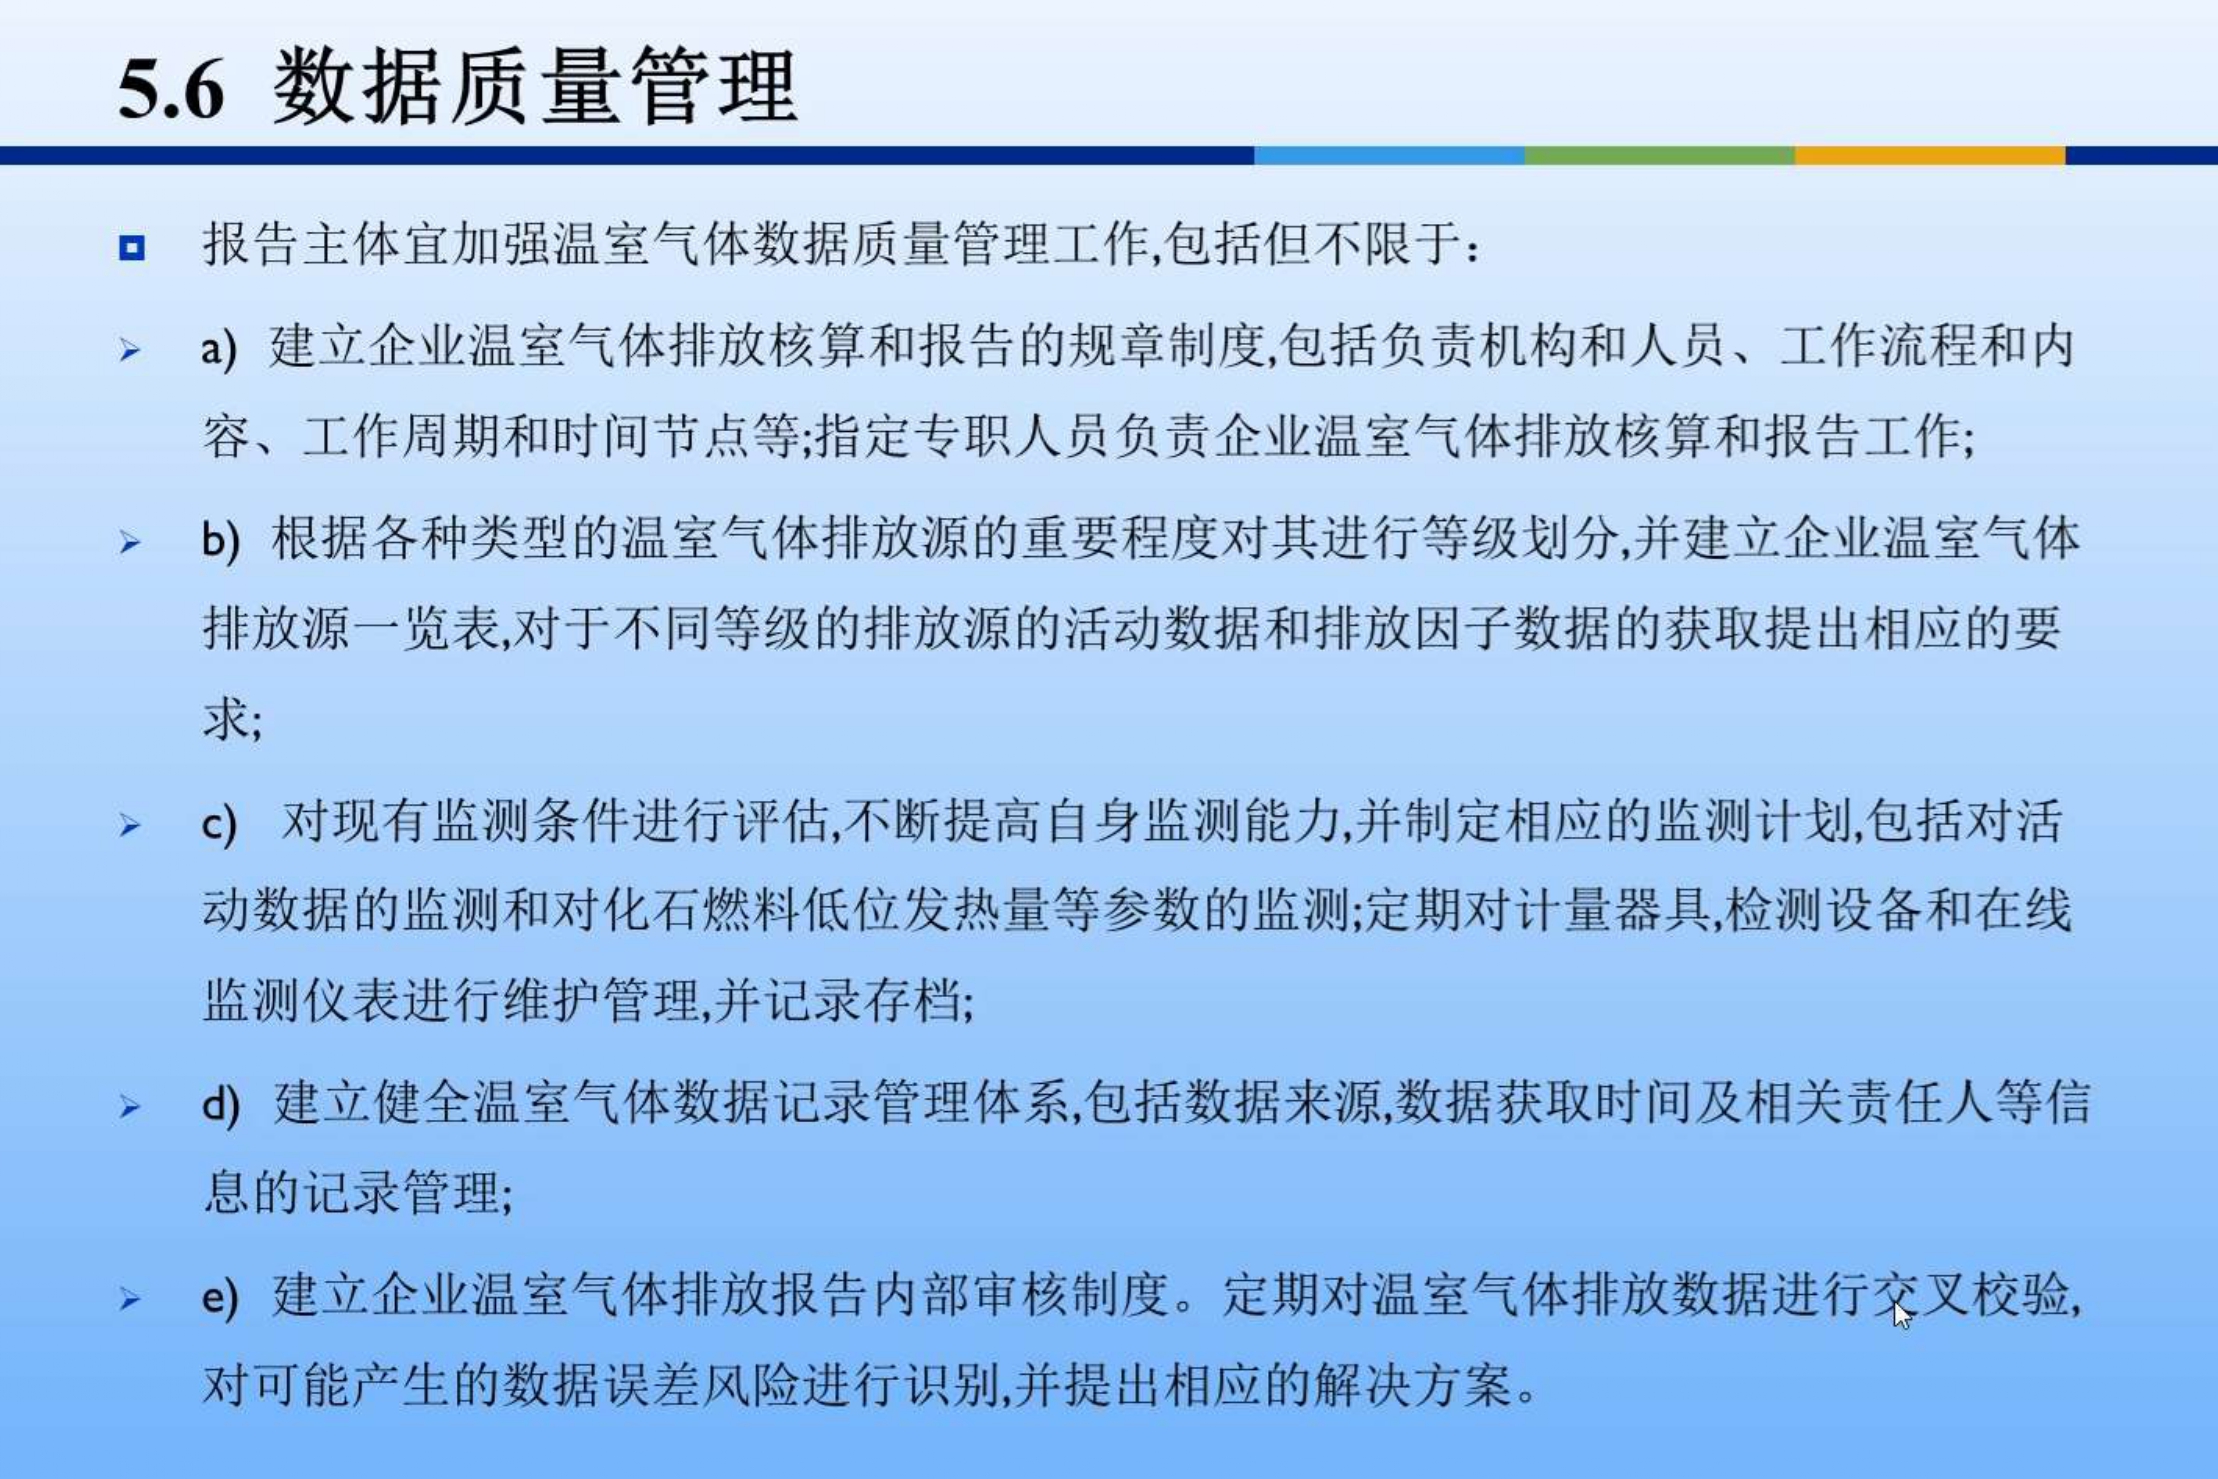 5.6 数据质量管理
报告主体宜加强温室气体数据质量管理工作,包括但不限于：
a) 建立企业温室气体排放核算和报告的规章制度,包括负责机构和人员、工作流程和内
容、工作周期和时间节点等;指定专职人员负责企业温室气体排放核算和报告工作;
b) 根据各种类型的温室气体排放源的重要程度对其进行等级划分,并建立企业温室气体
排放源一览表,对于不同等级的排放源的活动数据和排放因子数据的获取提出相应的要
求;
c) 对现有监测条件进行评估,不断提高自身监测能力,并制定相应的监测计划,包括对活
动数据的监测和对化石燃料低位发热量等参数的监测;定期对计量器具,检测设备和在线
监测仪表进行维护管理,并记录存档;
d) 建立健全温室气体数据记录管理体系,包括数据来源,数据获取时间及相关责任人等信
息的记录管理;
e) 建立企业温室气体排放报告内部审核制度。定期对温室气体排放数据进行交叉校验,
对可能产生的数据误差风险进行识别,并提出相应的解决方案。